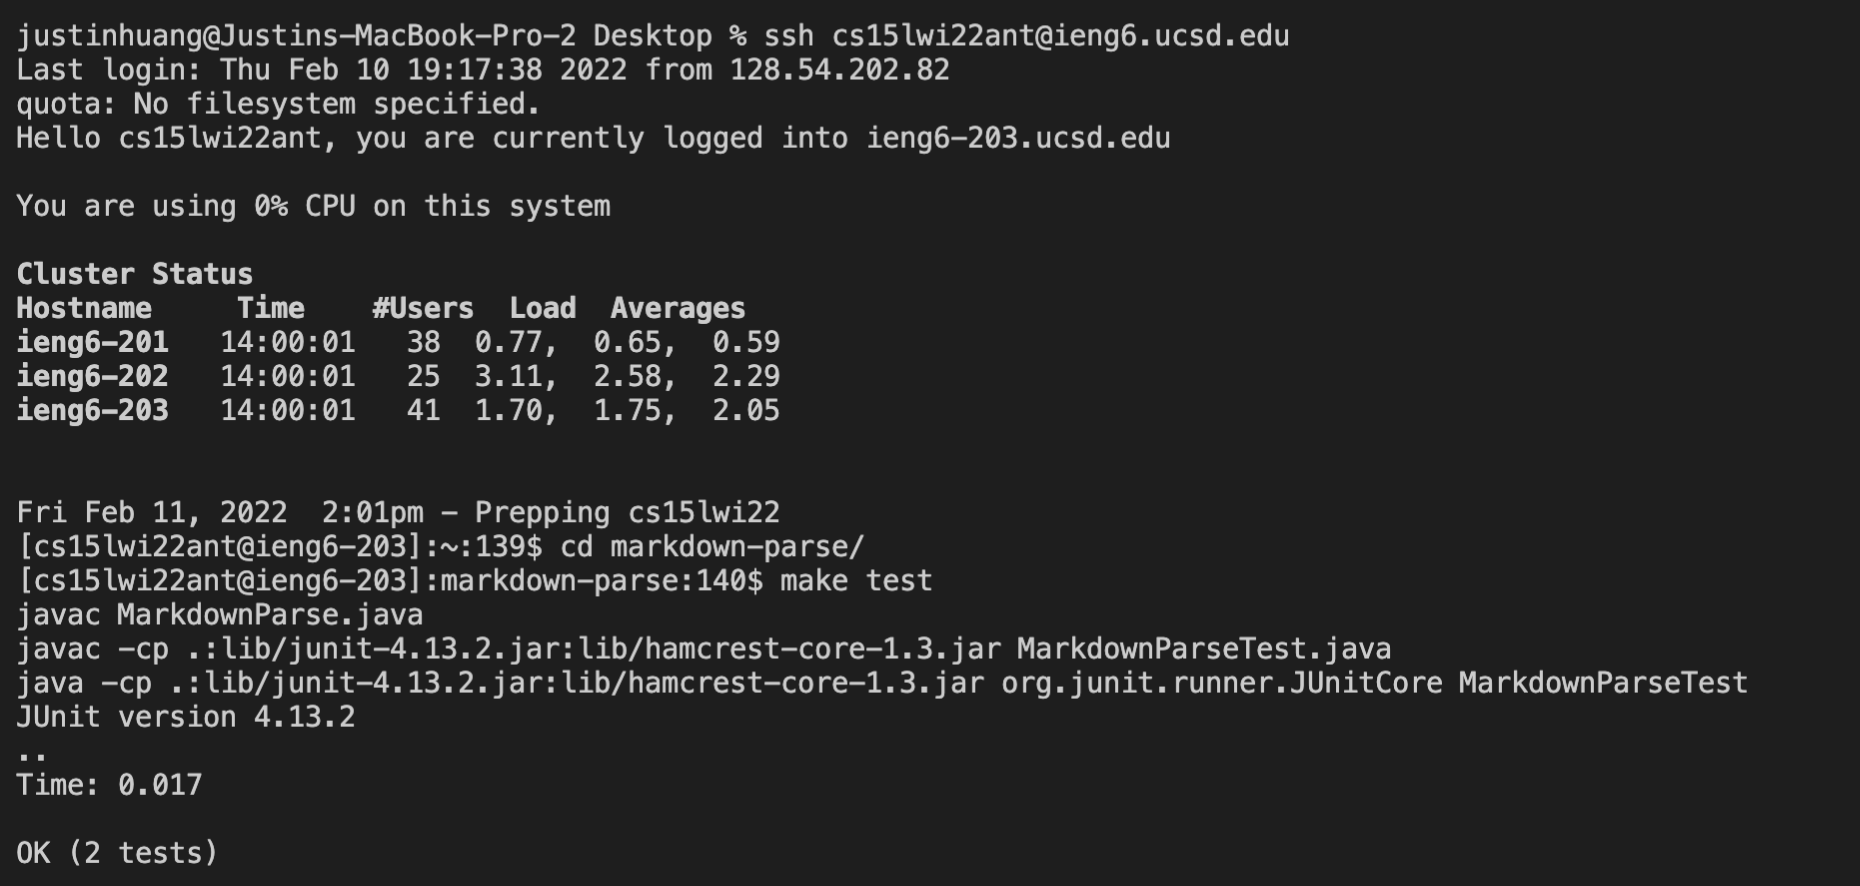 justinhuang@Justins-MacBook-Pro-2 Desktop % ssh cs15lwi22ant@ieng6.ucsd.edu
Last login: Thu Feb 10 19:17:38 2022 from 128.54.202.82
quota: No filesystem specified.
Hello cs15lwi22ant, you are currently logged into ieng6-203.ucsd.edu
You are using 0% CPU on this system
Cluster Status
Hostname     Time    #Users  Load  Averages
ieng6-201   14:00:01   38  0.77,  0.65,  0.59
ieng6-202   14:00:01   25  3.11,  2.58,  2.29
ieng6-203   14:00:01   41  1.70,  1.75,  2.05
Fri Feb 11, 2022  2:01pm - Prepping cs15lwi22
[cs15lwi22ant@ieng6-203]:~:139$ cd markdown-parse/
[cs15lwi22ant@ieng6-203]:markdown-parse:140$ make test
javac MarkdownParse.java
javac -cp .:lib/junit-4.13.2.jar:lib/hamcrest-core-1.3.jar MarkdownParseTest.java
java -cp .:lib/junit-4.13.2.jar:lib/hamcrest-core-1.3.jar org.junit.runner.JUnitCore MarkdownParseTest
JUnit version 4.13.2
..
Time: 0.017
OK (2 tests)